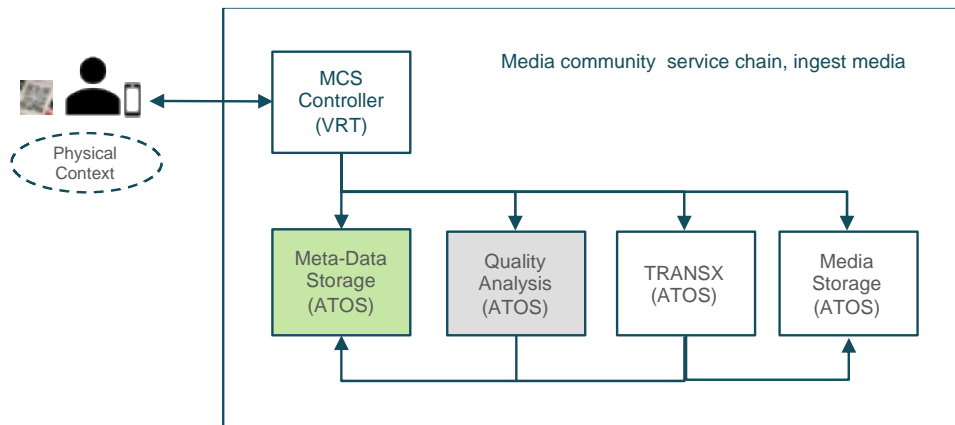 Media community service chain, ingest media
MCS
Controller
(VRT)
Physical
Context
Meta-Data
Storage
(ATOS)
Quality
Analysis
(ATOS)
TRANSX
(ATOS)
Media
Storage
(ATOS)